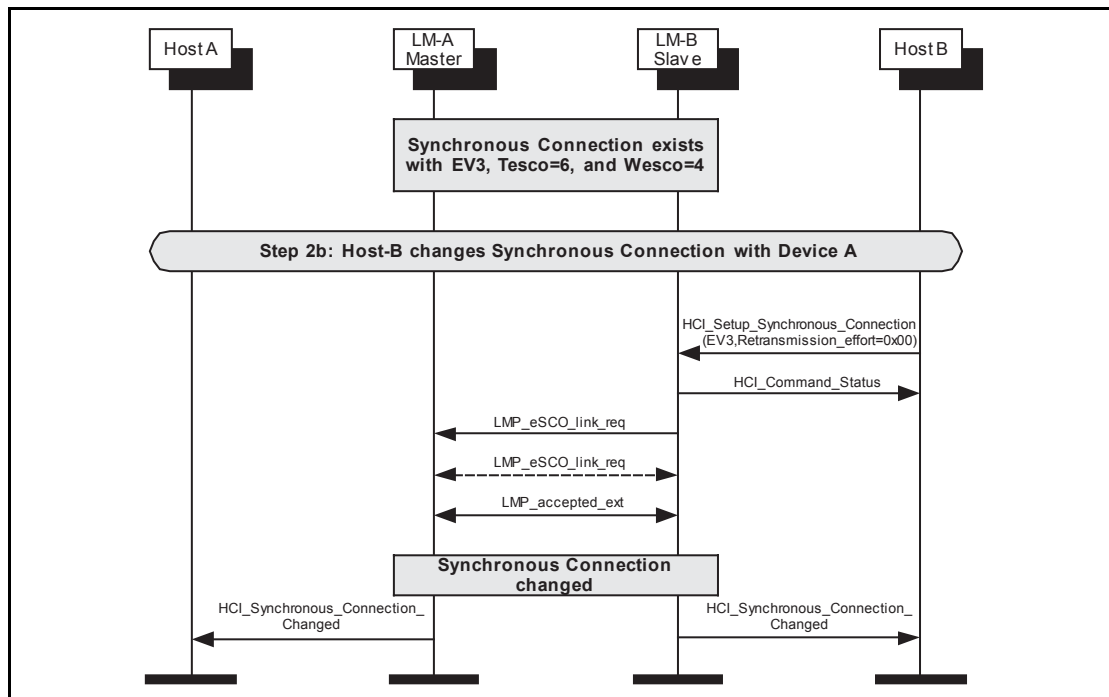 Host A
LM-A
Master
LM-B
Slave
Host B
Synchronous Connection exists
with EV3, Tesco=6, and Wesco=4
Step 2b: Host-B changes Synchronous Connection with Device A
HCI_Setup_Synchronous_Connection
(EV3,Retransmission_effort=0x00)
HCI_Command_Status
LMP_eSCO_link_req
LMP_eSCO_link_req
LMP_accepted_ext
Synchronous Connection
changed
HCI_Synchronous_Connection_
Changed
HCI_Synchronous_Connection_
Changed